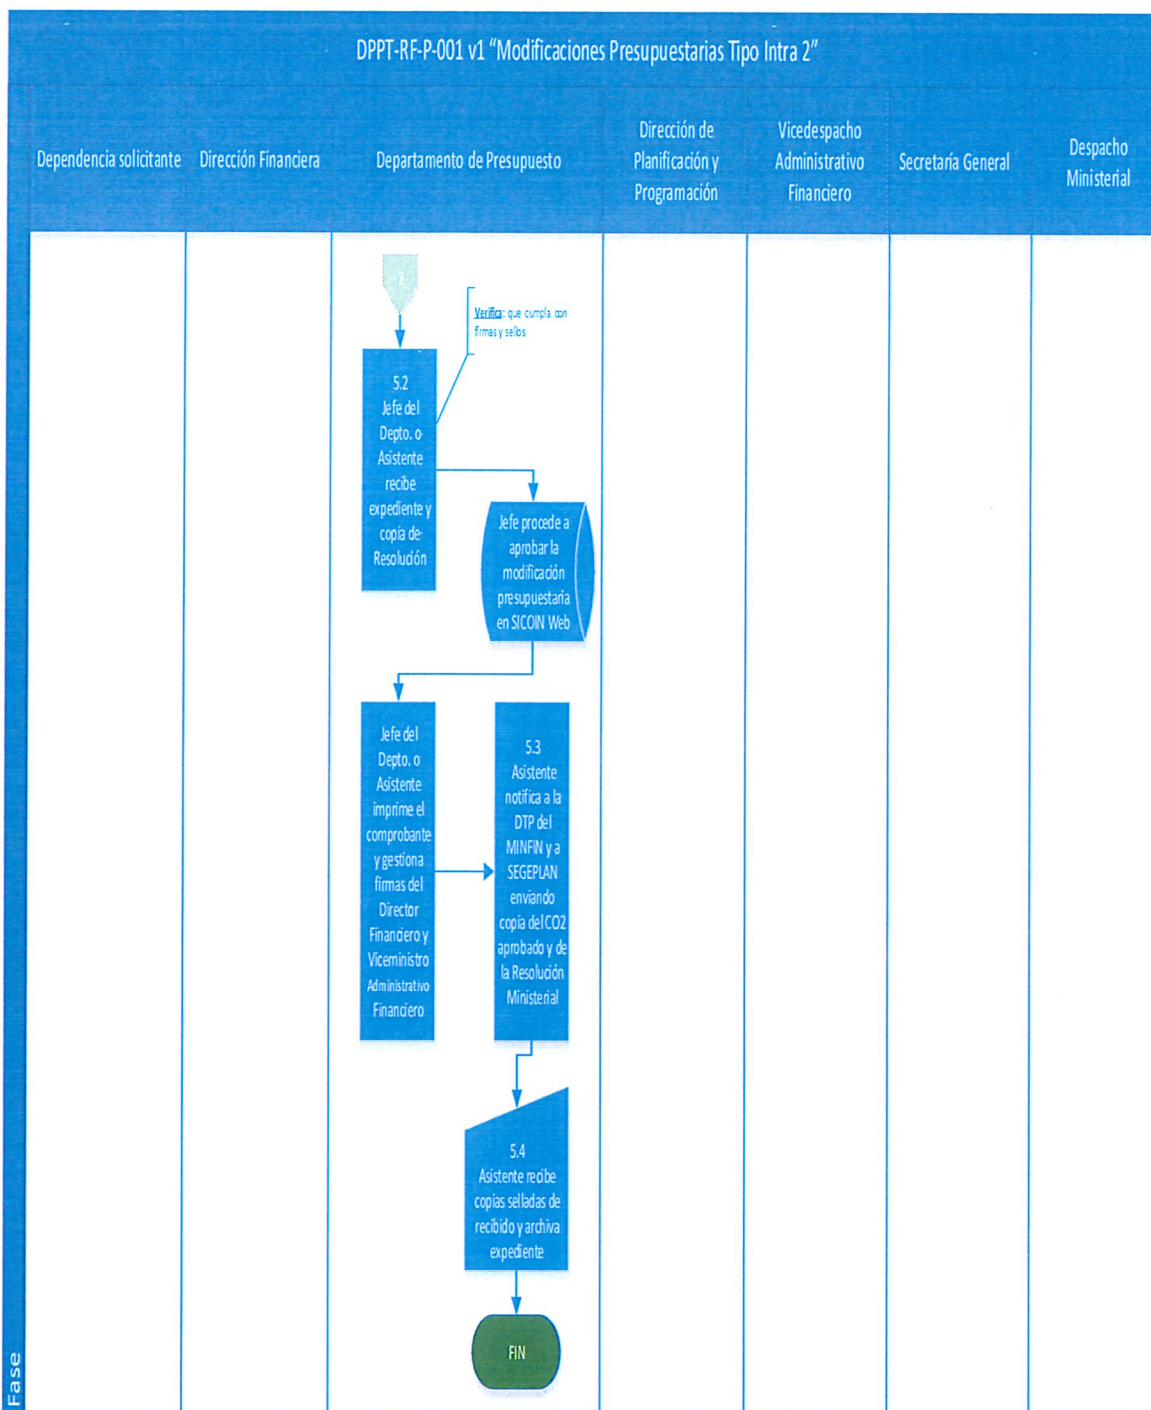 DPPT-RF-P-001 v1 “Modificaciones Presupuestarias Tipo Intra 2”
Dependencia solicitante
Dirección Financiera
Departamento de Presupuesto
Dirección de
Planificación y
Programación
Vicedespacho
Administrativo
Financiero
Secretaría General
Despacho
Ministerial
2
Verifica: que cumpla con
firmas y sellos
5.2
Jefe del
Depto. o
Asistente
recibe
expediente y
copia de
Resolución
Jefe procede a
aprobar la
modificación
presupuestaria
en SICOIN Web
Jefe del
Depto. o
Asistente
imprime el
comprobante
y gestiona
firmas del
Director
Financiero y
Viceministro
Administrativo
Financiero
5.3
Asistente
notifica a la
DTP del
MINFIN y a
SEGEPLAN
enviando
copia del CO2
aprobado y de
la Resolución
Ministerial
5.4
Asistente recibe
copias selladas de
recibido y archiva
expediente
FIN
Fase